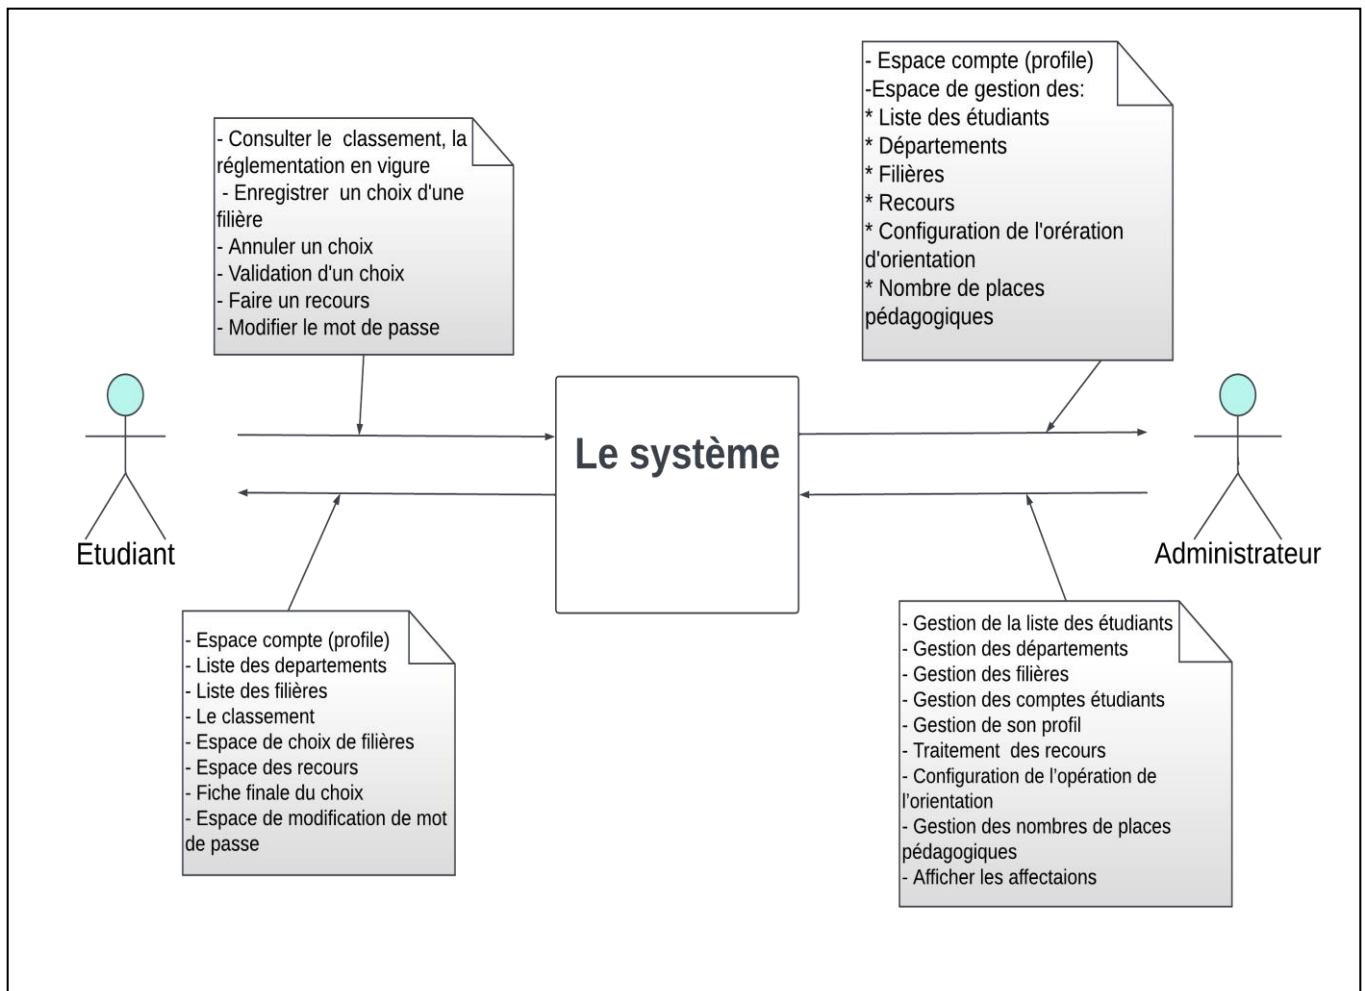 - Consulter le classement, la
réglementation en vigure
- Enregistrer un choix d'une
filière
- Annuler un choix
- Validation d'un choix
- Faire un recours
- Modifier le mot de passe
- Espace compte (profile)
-Espace de gestion des:
* Liste des étudiants
* Départements
* Filières
* Recours
* Configuration de l'orération
d'orientation
* Nombre de places
pédagogiques
Le système
Etudiant
Administrateur
- Espace compte (profile)
- Liste des departements
- Liste des filières
- Le classement
- Espace de choix de filières
- Espace des recours
- Fiche finale du choix
- Espace de modification de mot
de passe
- Gestion de la liste des étudiants
- Gestion des départements
- Gestion des filières
- Gestion des comptes étudiants
- Gestion de son profil
- Traitement des recours
- Configuration de l’opération de
l’orientation
- Gestion des nombres de places
pédagogiques
- Afficher les affectaions